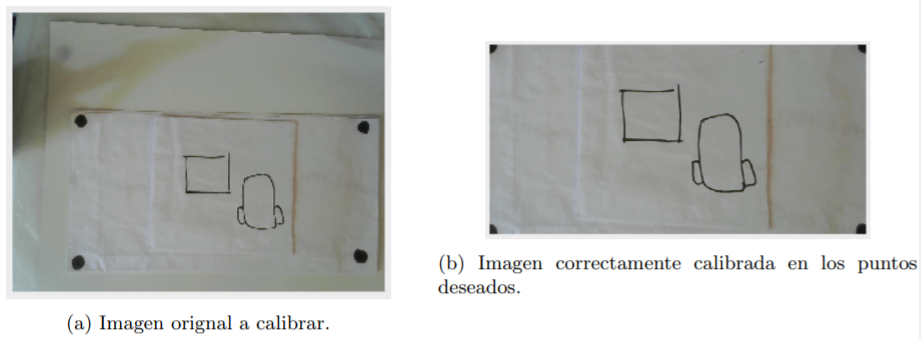 (a) Imagen orignal a calibrar.
(b) Imagen correctamente calibrada en los puntos
deseados.